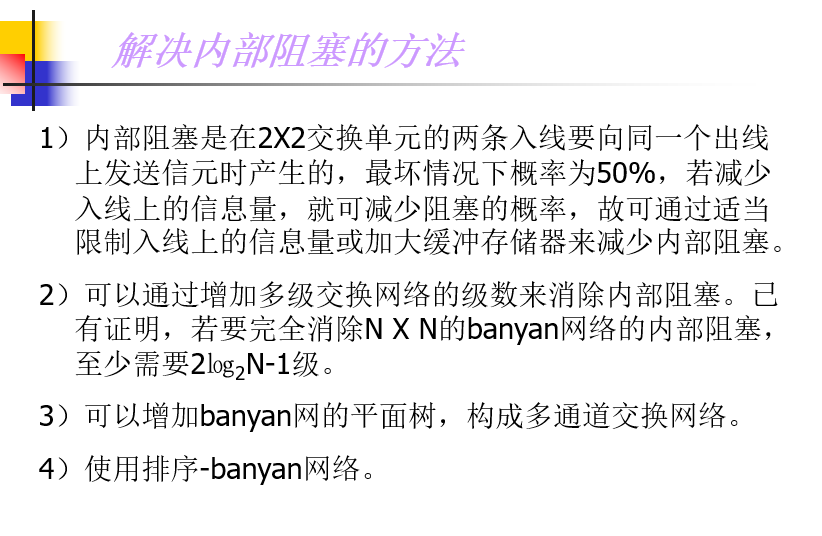 解决内部阻塞的方法
1）内部阻塞是在2X2交换单元的两条入线要向同一个出线
上发送信元时产生的，最坏情况下概率为50%，若减少
入线上的信息量，就可减少阻塞的概率，故可通过适当
限制入线上的信息量或加大缓冲存储器来减少内部阻塞。
2）可以通过增加多级交换网络的级数来消除内部阻塞。已
有证明，若要完全消除N X N的banyan网络的内部阻塞，
至少需要2log₂N-1级。
3）可以增加banyan网的平面树，构成多通道交换网络。
4）使用排序-banyan网络。